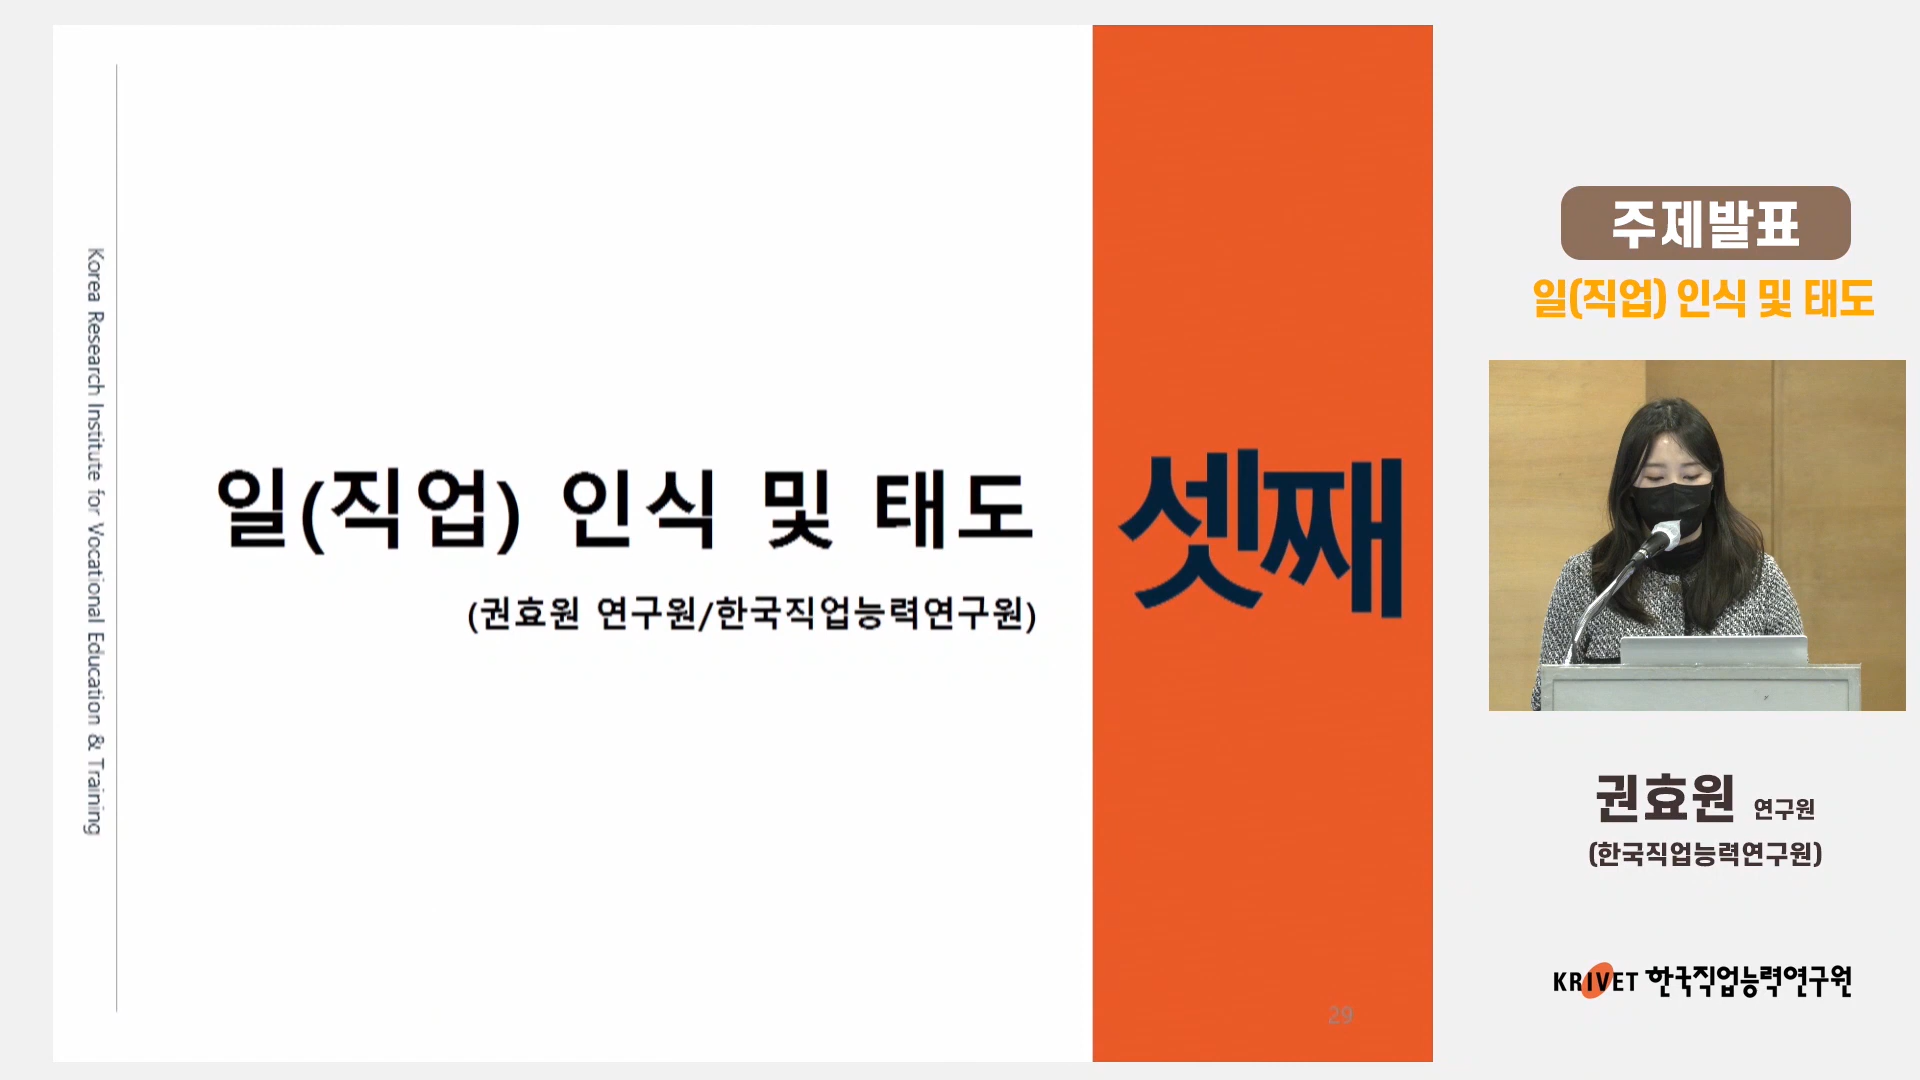 Korea Research Institute for Vocational Education & Training
일(직업) 인식 및 태도
(권효원 연구원/한국직업능력연구원)
셋째
29
주제발표
일(직업) 인식 및 태도
권효원 연구원
(한국직업능력연구원)
KRIVET 한국직업능력연구원